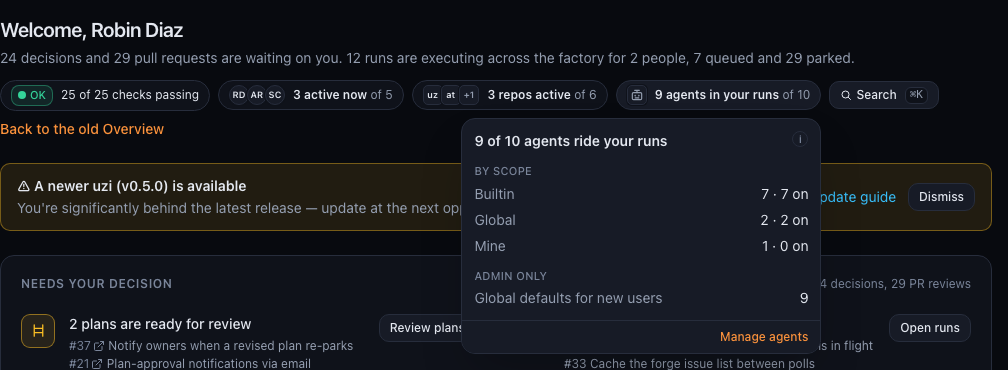 Welcome, Robin Diaz
24 decisions and 29 pull requests are waiting on you. 12 runs are executing across the factory for 2 people, 7 queued and 29 parked.
OK 25 of 25 checks passing RD AR SC 3 active now of 5 uz at +1 3 repos active of 6 9 agents in your runs of 10 Search ⌘K
Back to the old Overview
9 of 10 agents ride your runs i
BY SCOPE
Builtin 7 · 7 on
Global 2 · 2 on
Mine 1 · 0 on
ADMIN ONLY
Global defaults for new users 9
Manage agents
A newer uzi (v0.5.0) is available
You're significantly behind the latest release — update at the next
guide Dismiss
NEEDS YOUR DECISION decisions, 29 PR reviews
2 plans are ready for review Review plans Open runs
#37 Notify owners when a revised plan re-parks in flight
#21 Plan-approval notifications via email #33 Cache the forge issue list between polls